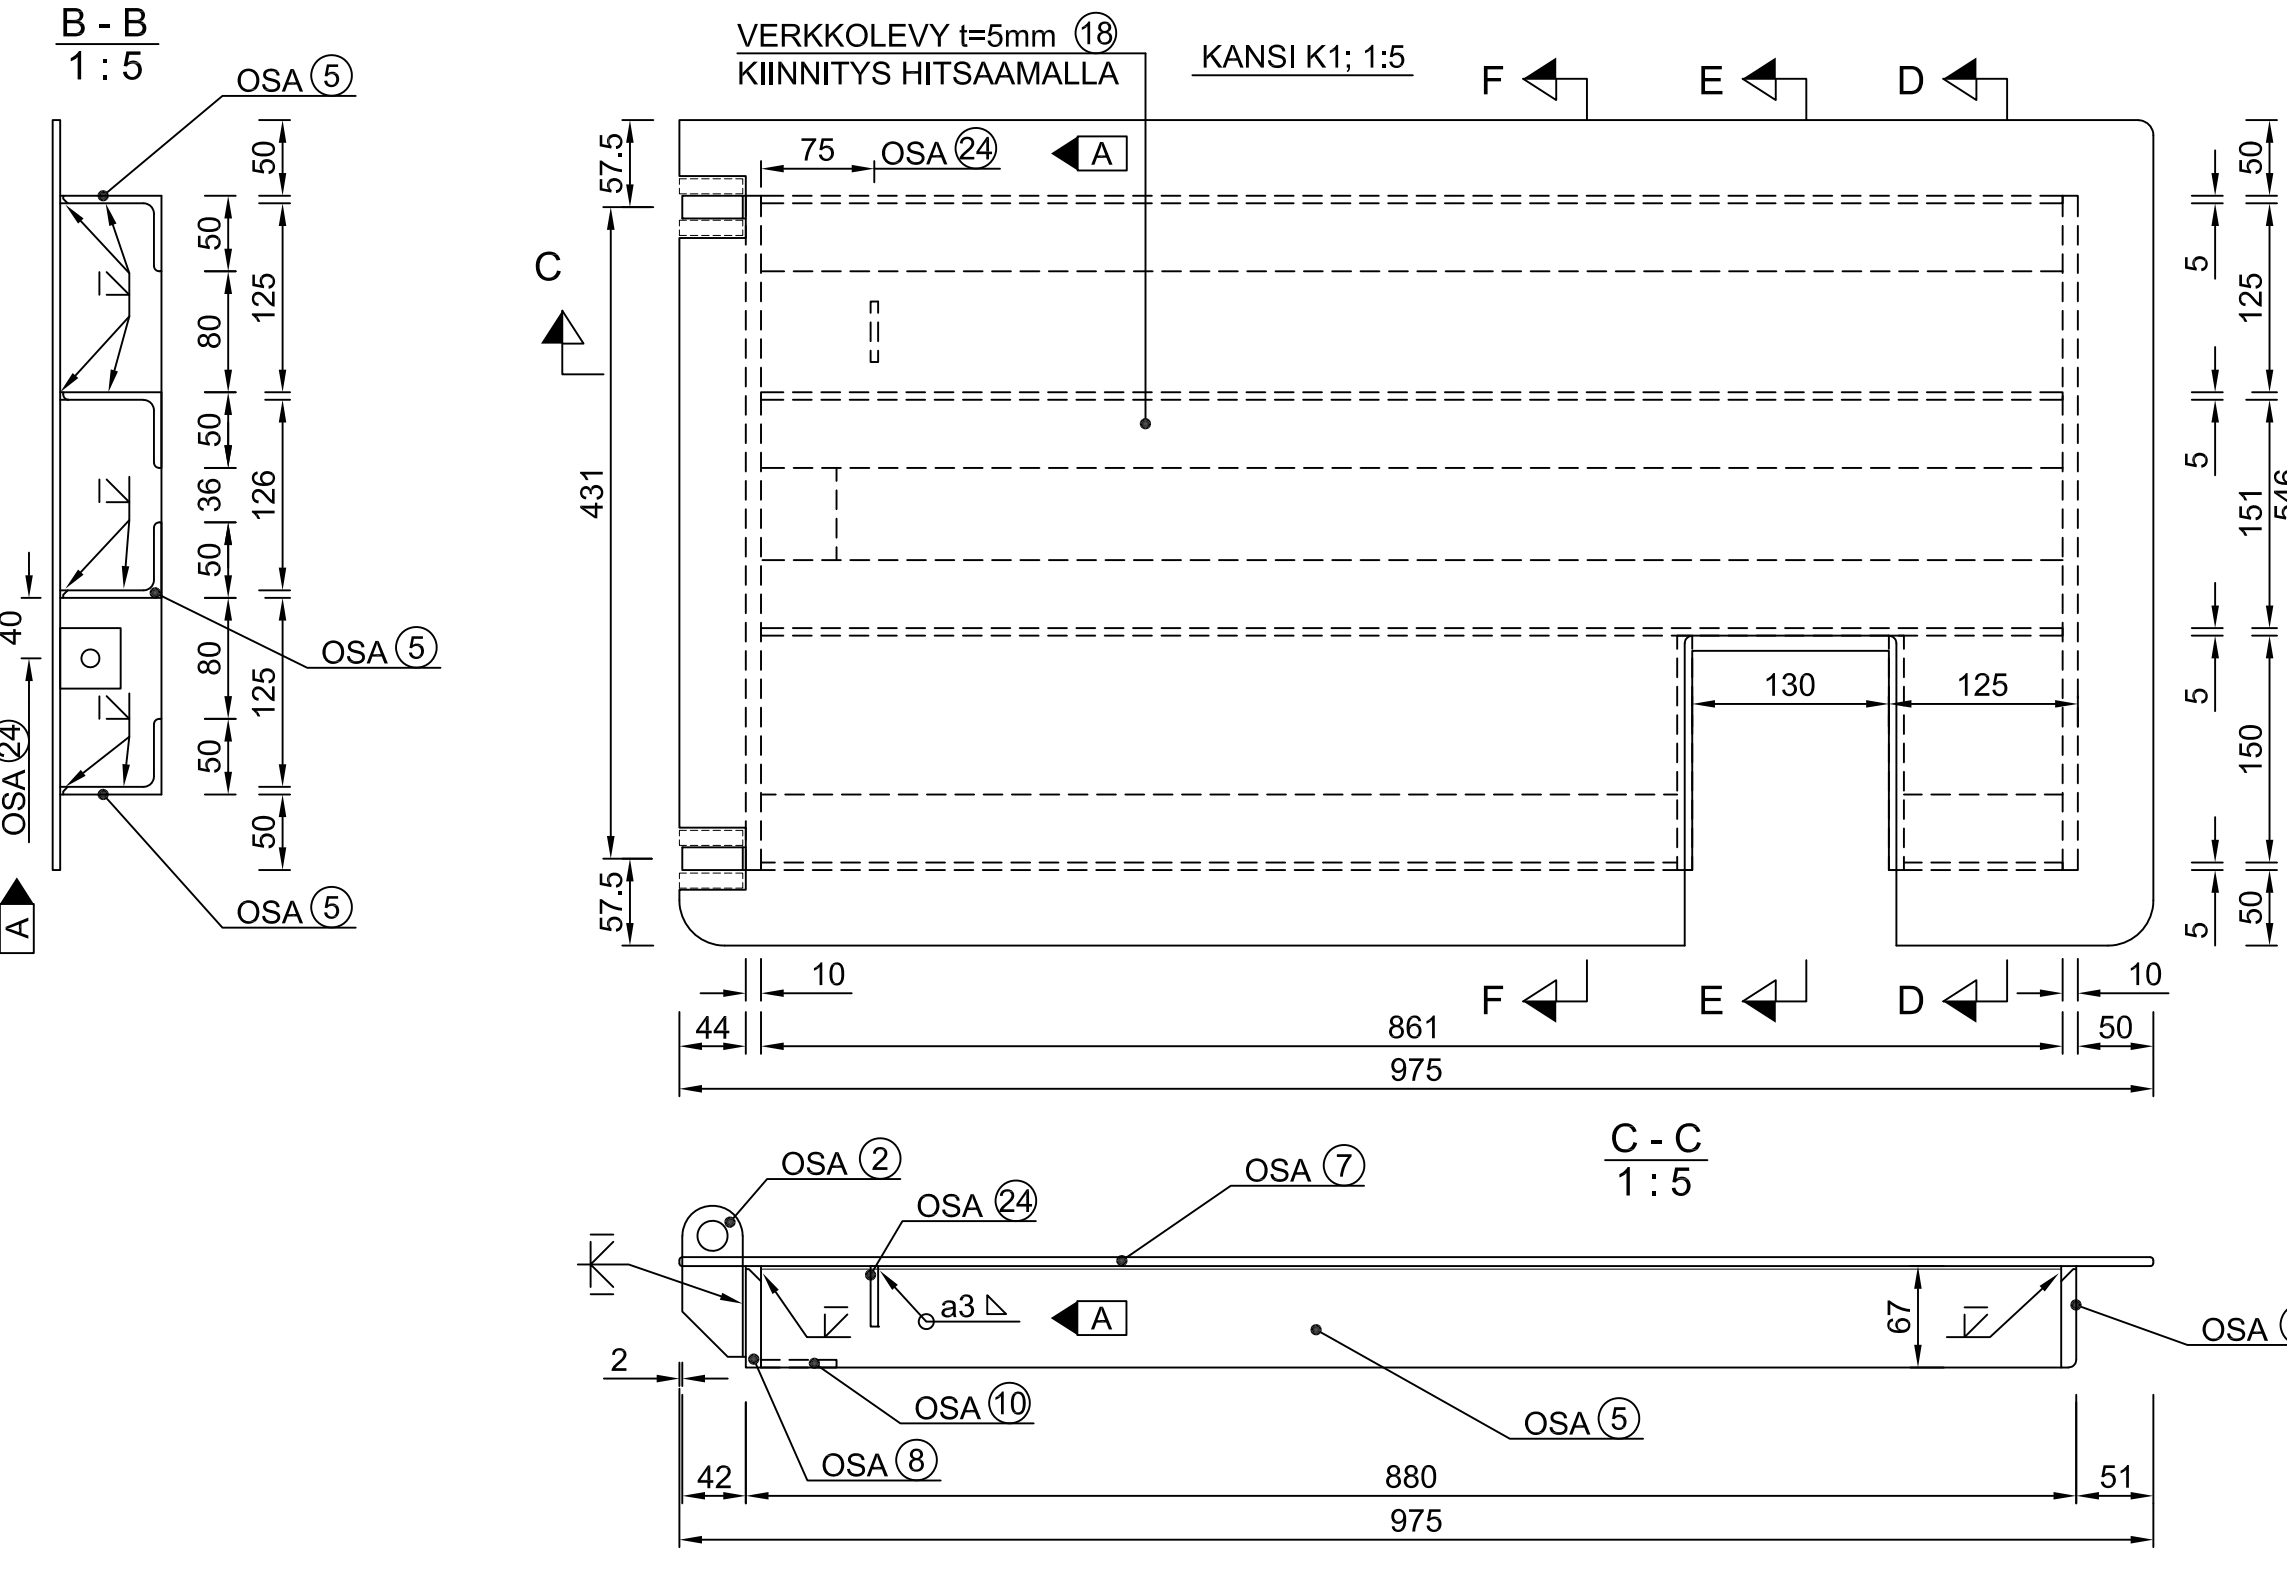 B - B
1 : 5
OSA 5
50
50
125
80
50
36
126
50
40
80
125
50
50
OSA 5
OSA 24
OSA 5
A
VERKKOLEVY t=5mm 18
KIINNITYS HITSAAMALLA
KANSI K1; 1:5
F
E
D
57.5
75
OSA 24
A
C
431
57.5
130
125
50
5
125
5
151
546
5
150
5
50
10
F
E
D
10
44
861
50
975
C - C
1 : 5
OSA 2
OSA 24
OSA 7
a3
A
67
OSA
2
OSA 10
OSA 5
OSA 8
42
880
51
975